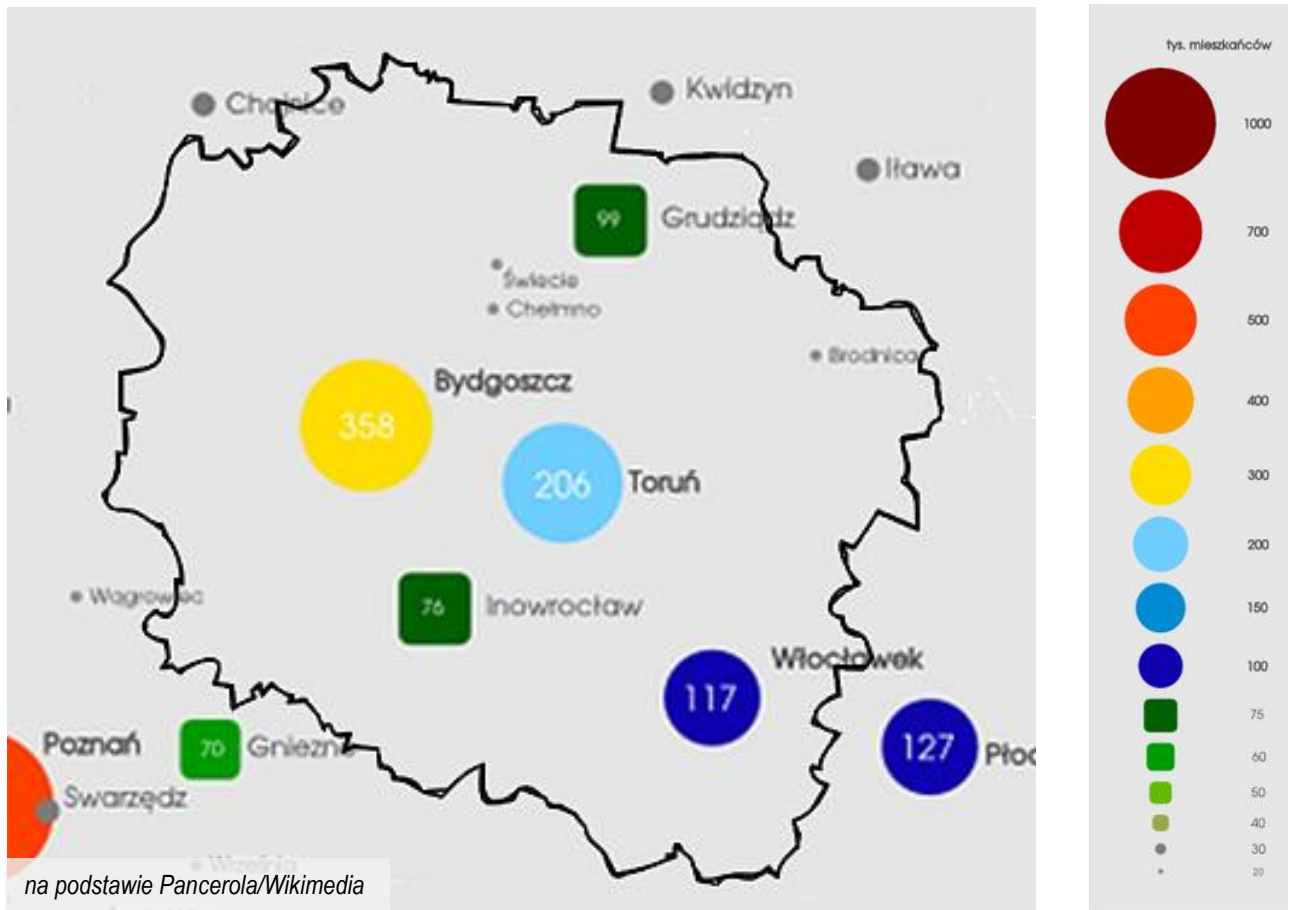 Chojnice
Kwidzyn
Iława
99 Grudziądz
Świecie
Chełmno
Brodnica
Bydgoszcz
358
206 Toruń
Wągrowiec
76 Inowrocław
Włocławek
117
127 Płoc
Poznań
70 Gniezno
Swarzędz
Września
na podstawie Pancerola/Wikimedia
tys. mieszkańców
1000
700
500
400
300
200
150
100
75
60
50
40
30
20